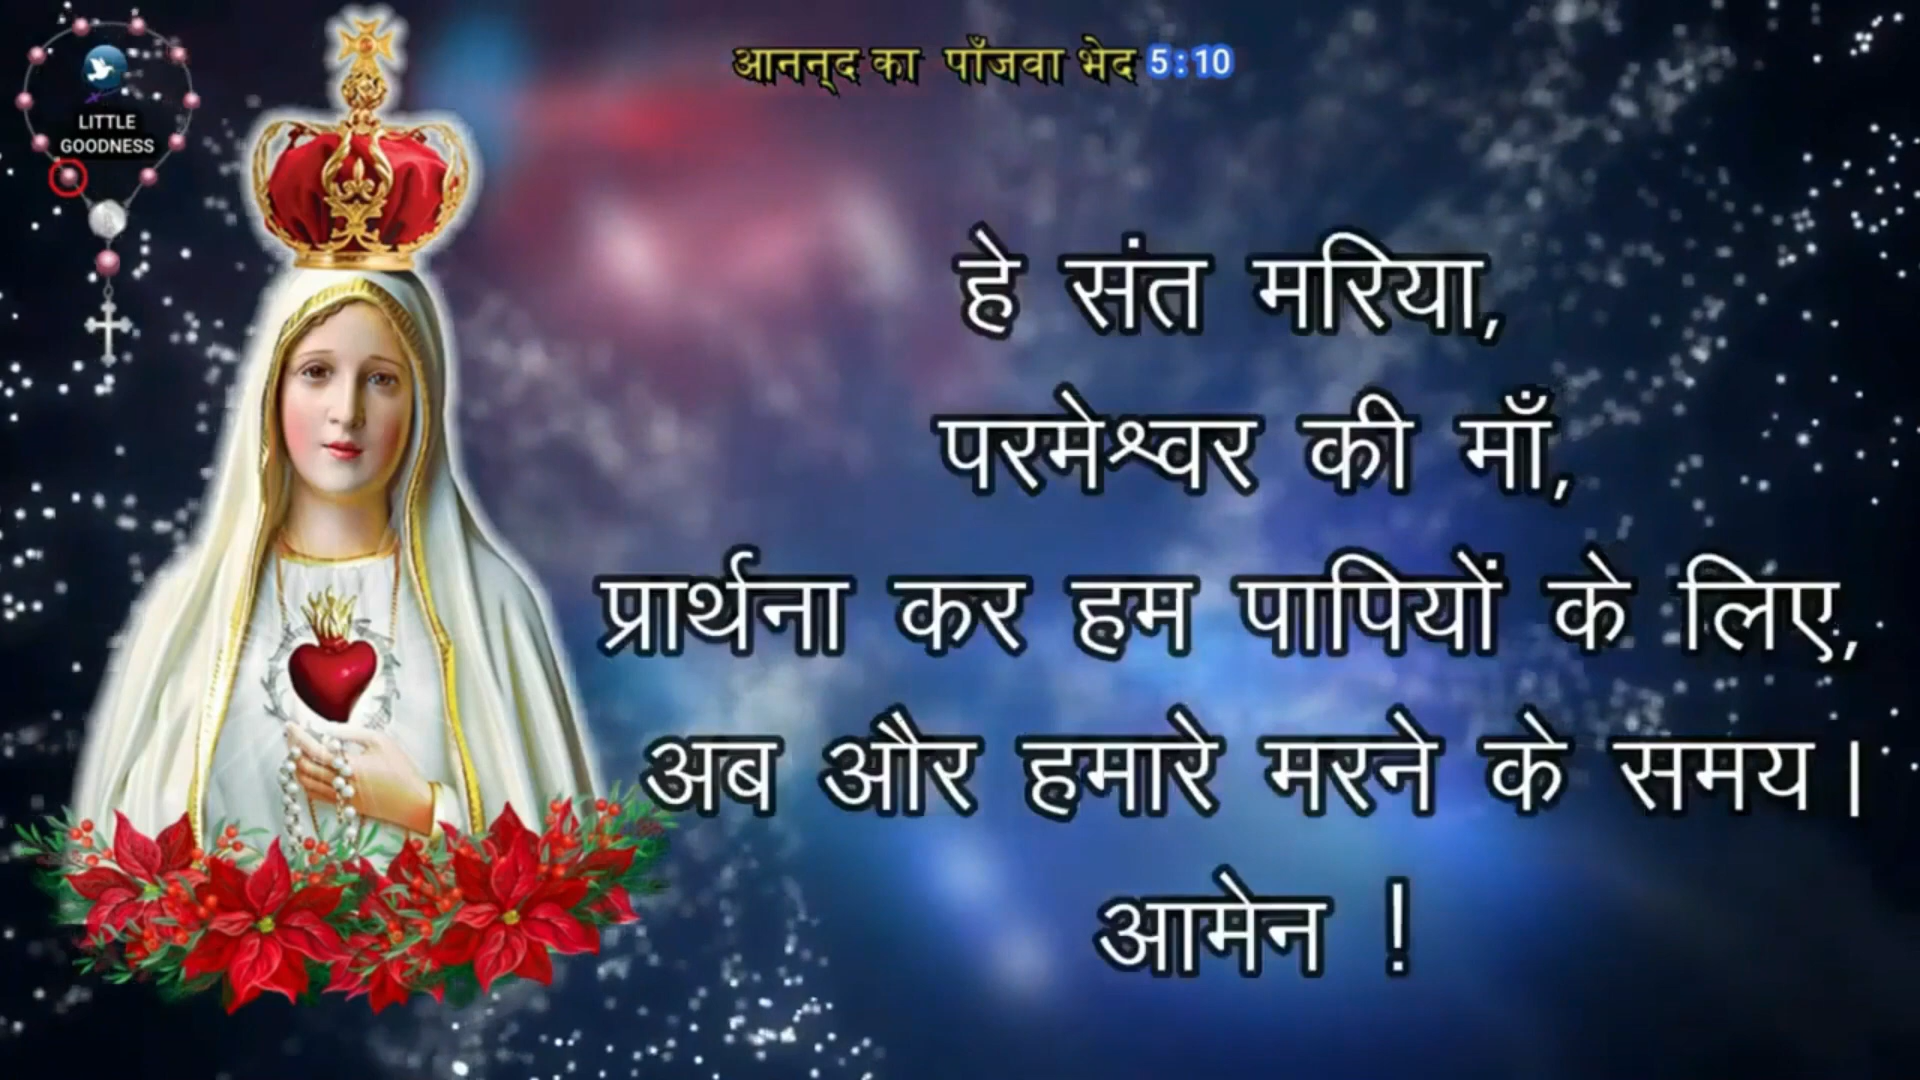 आनन्द का पाँजवा भेद 5:10
LITTLE
GOODNESS
हे संत मरिया,
परमेश्वर की माँ,
प्रार्थना कर हम पापियों के लिए,
अब और हमारे मरने के समय।
आमेन !